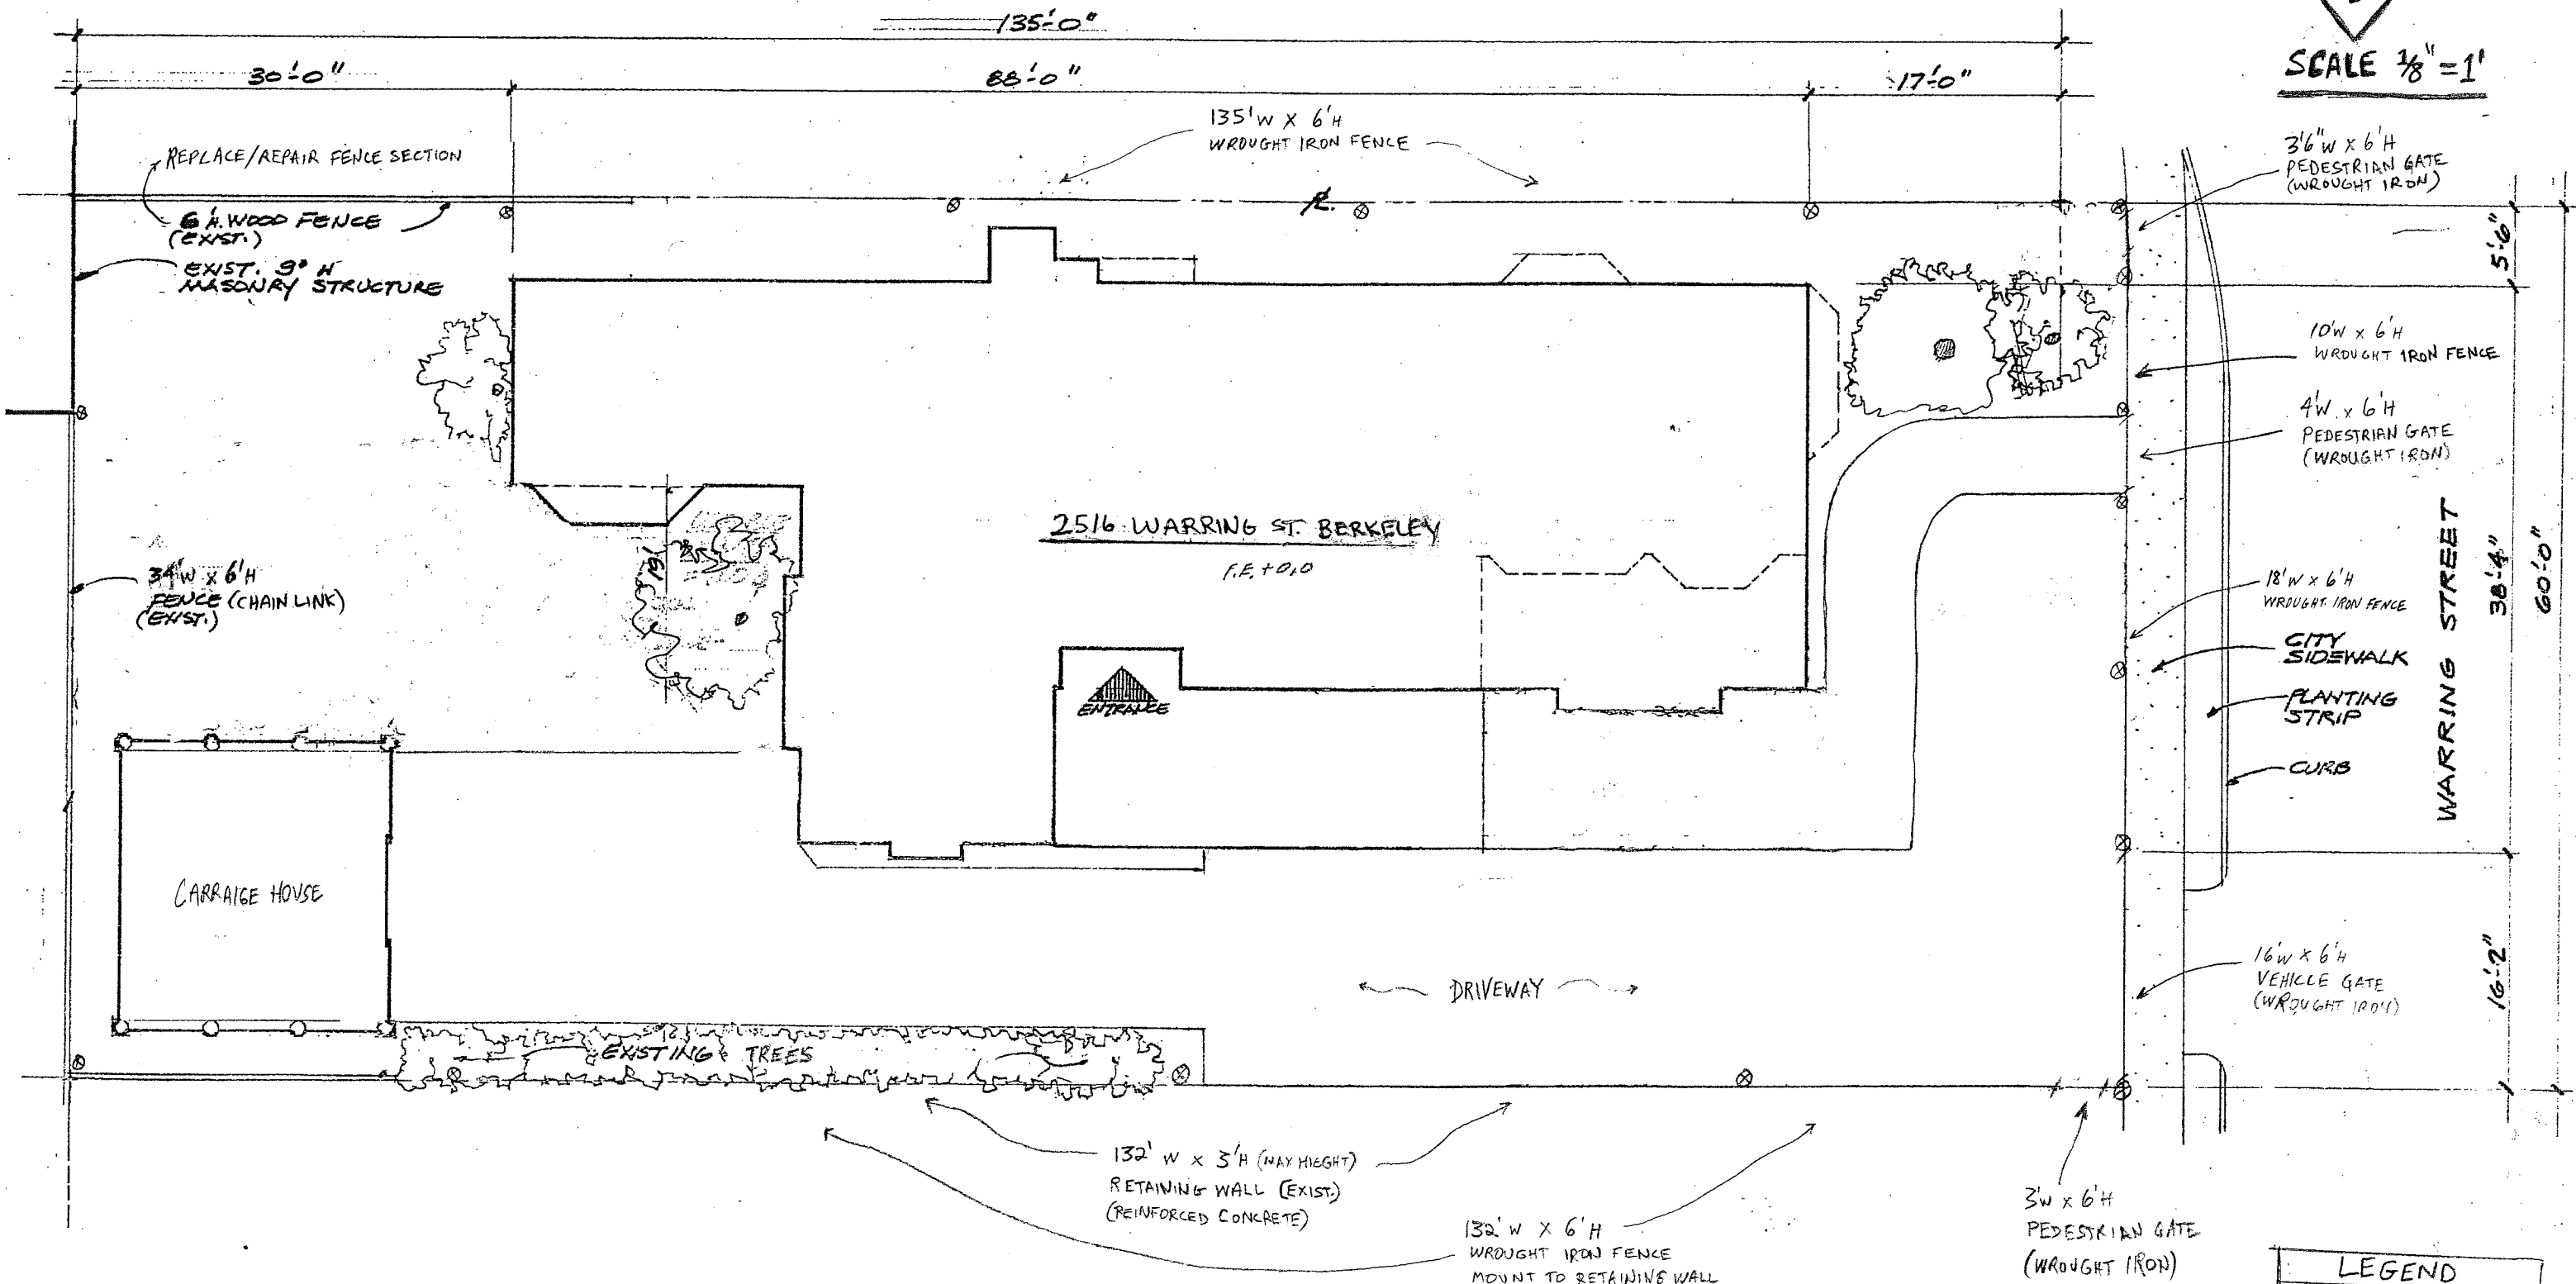 135'-0"
30'-0"
88'-0"
17'-0"
SCALE 1/8" = 1'
135'W X 6'H
WROUGHT IRON FENCE
3'6"W X 6'H
PEDESTRIAN GATE
(WROUGHT IRON)
REPLACE/REPAIR FENCE SECTION
6'H. WOOD FENCE
(EXIST.)
EXIST. 9' H
MASONRY STRUCTURE
5'-6"
10'W X 6'H
WROUGHT IRON FENCE
4'W X 6'H
PEDESTRIAN GATE
(WROUGHT IRON)
2516 WARRING ST. BERKELEY
19'
34'W X 6'H
FENCE (CHAIN LINK)
(EXIST.)
18'W X 6'H
WROUGHT IRON FENCE
WARRING STREET
38'-4"
60'-0"
CITY
SIDEWALK
PLANTING
STRIP
CURB
ENTRANCE
CARRAIGE HOUSE
DRIVEWAY
16'W X 6'H
VEHICLE GATE
(WROUGHT IRON)
16'-2"
EXISTING TREES
132' W X 3'H (MAX HIEGHT)
RETAINING WALL (EXIST.)
(REINFORCED CONCRETE)
132' W X 6'H
WROUGHT IRON FENCE
MOUNT TO RETAINING WALL
3'W X 6'H
PEDESTRIAN GATE
(WROUGHT IRON)
LEGEND